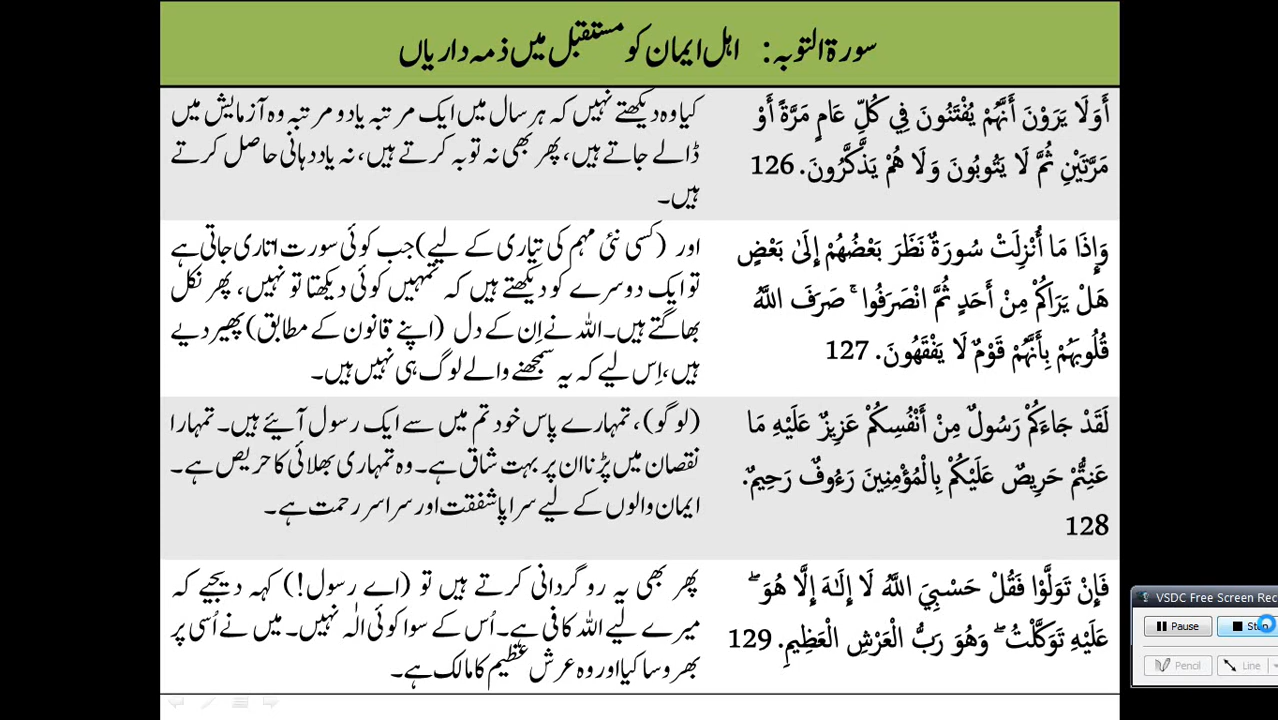 سورۃ التوبہ: اہل ایمان کو مستقبل میں ذمہ داریاں
أَوَلَا يَرَوْنَ أَنَّهُمْ يُفْتَنُونَ فِي كُلِّ عَامٍ مَرَّةً أَوْ
مَرَّتَيْنِ ثُمَّ لَا يَتُوبُونَ وَلَا هُمْ يَذَّكَّرُونَ. 126
کیا وہ دیکھتے نہیں کہ ہر سال میں ایک مرتبہ یا دو مرتبہ وہ آزمایش میں
ڈالے جاتے ہیں، پھر بھی نہ توبہ کرتے ہیں، نہ یاددہانی حاصل کرتے
ہیں۔
وَإِذَا مَا أُنْزِلَتْ سُورَةٌ نَظَرَ بَعْضُهُمْ إِلَىٰ بَعْضٍ
هَلْ يَرَاكُمْ مِنْ أَحَدٍ ثُمَّ انْصَرَفُوا ۚ صَرَفَ اللَّهُ
قُلُوبَهُمْ بِأَنَّهُمْ قَوْمٌ لَا يَفْقَهُونَ. 127
اور (کسی نئی مہم کی تیاری کے لیے) جب کوئی سورت اتاری جاتی ہے
تو ایک دوسرے کو دیکھتے ہیں کہ تمہیں کوئی دیکھتا تو نہیں، پھر نکل
بھاگتے ہیں۔ اللہ نے اِن کے دل (اپنے قانون کے مطابق) پھیر دیے
ہیں، اِس لیے کہ یہ سمجھنے والے لوگ ہی نہیں ہیں۔
لَقَدْ جَاءَكُمْ رَسُولٌ مِنْ أَنْفُسِكُمْ عَزِيزٌ عَلَيْهِ مَا
عَنِتُّمْ حَرِيصٌ عَلَيْكُمْ بِالْمُؤْمِنِينَ رَءُوفٌ رَحِيمٌ.
128
(لوگو)، تمہارے پاس خود تم میں سے ایک رسول آیئے ہیں۔ تمہارا
نقصان میں پڑنا ان پر بہت شاق ہے۔ وہ تمہاری بھلائی کا حریص ہے۔
ایمان والوں کے لیے سراپا شفقت اور سراسر رحمت ہے۔
فَإِنْ تَوَلَّوْا فَقُلْ حَسْبِيَ اللَّهُ لَا إِلَـٰهَ إِلَّا هُوَ ۖ
عَلَيْهِ تَوَكَّلْتُ ۖ وَهُوَ رَبُّ الْعَرْشِ الْعَظِيمِ. 129
پھر بھی یہ روگردانی کرتے ہیں تو (اے رسول!) کہہ دیجیے کہ
میرے لیے اللہ کافی ہے۔ اُس کے سوا کوئی الٰہ نہیں۔ میں نے اُسی پر
بھروسا کیا اور وہ عرش عظیم کا مالک ہے۔
VSDC Free Screen Rec
Pause
Stop
Pencil
Line